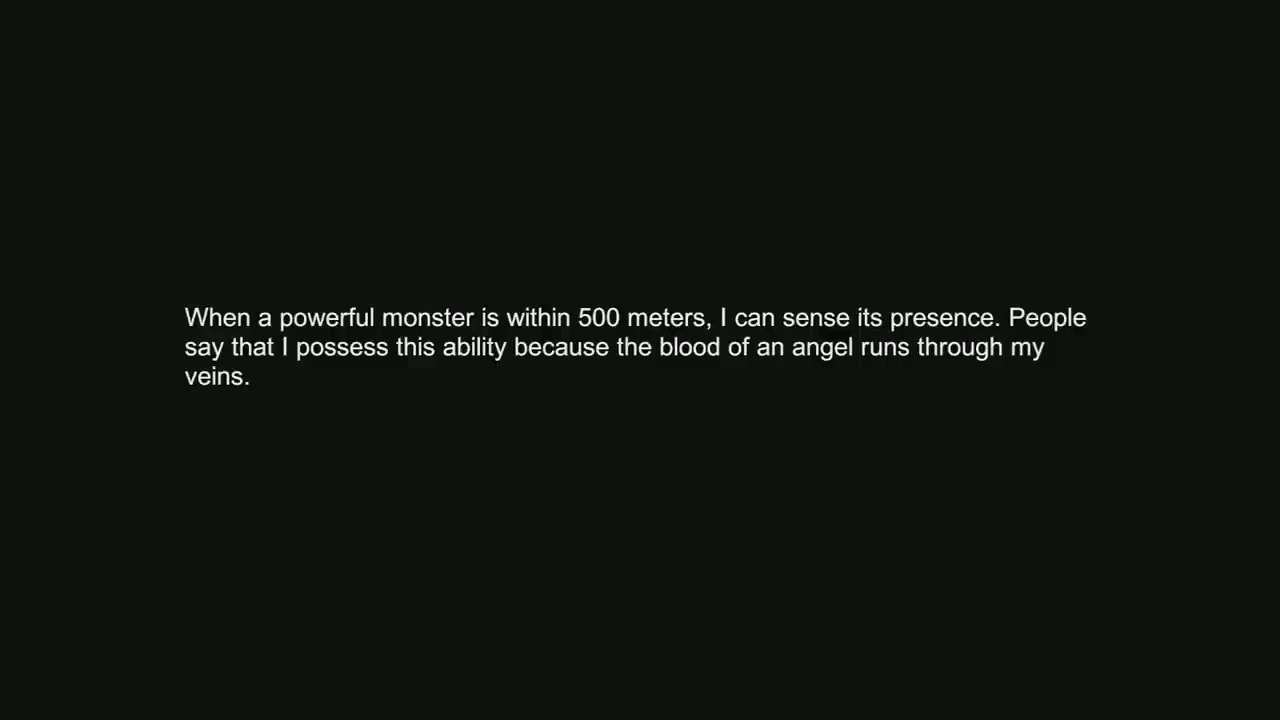 When a powerful monster is within 500 meters, I can sense its presence. People
say that I possess this ability because the blood of an angel runs through my
veins.